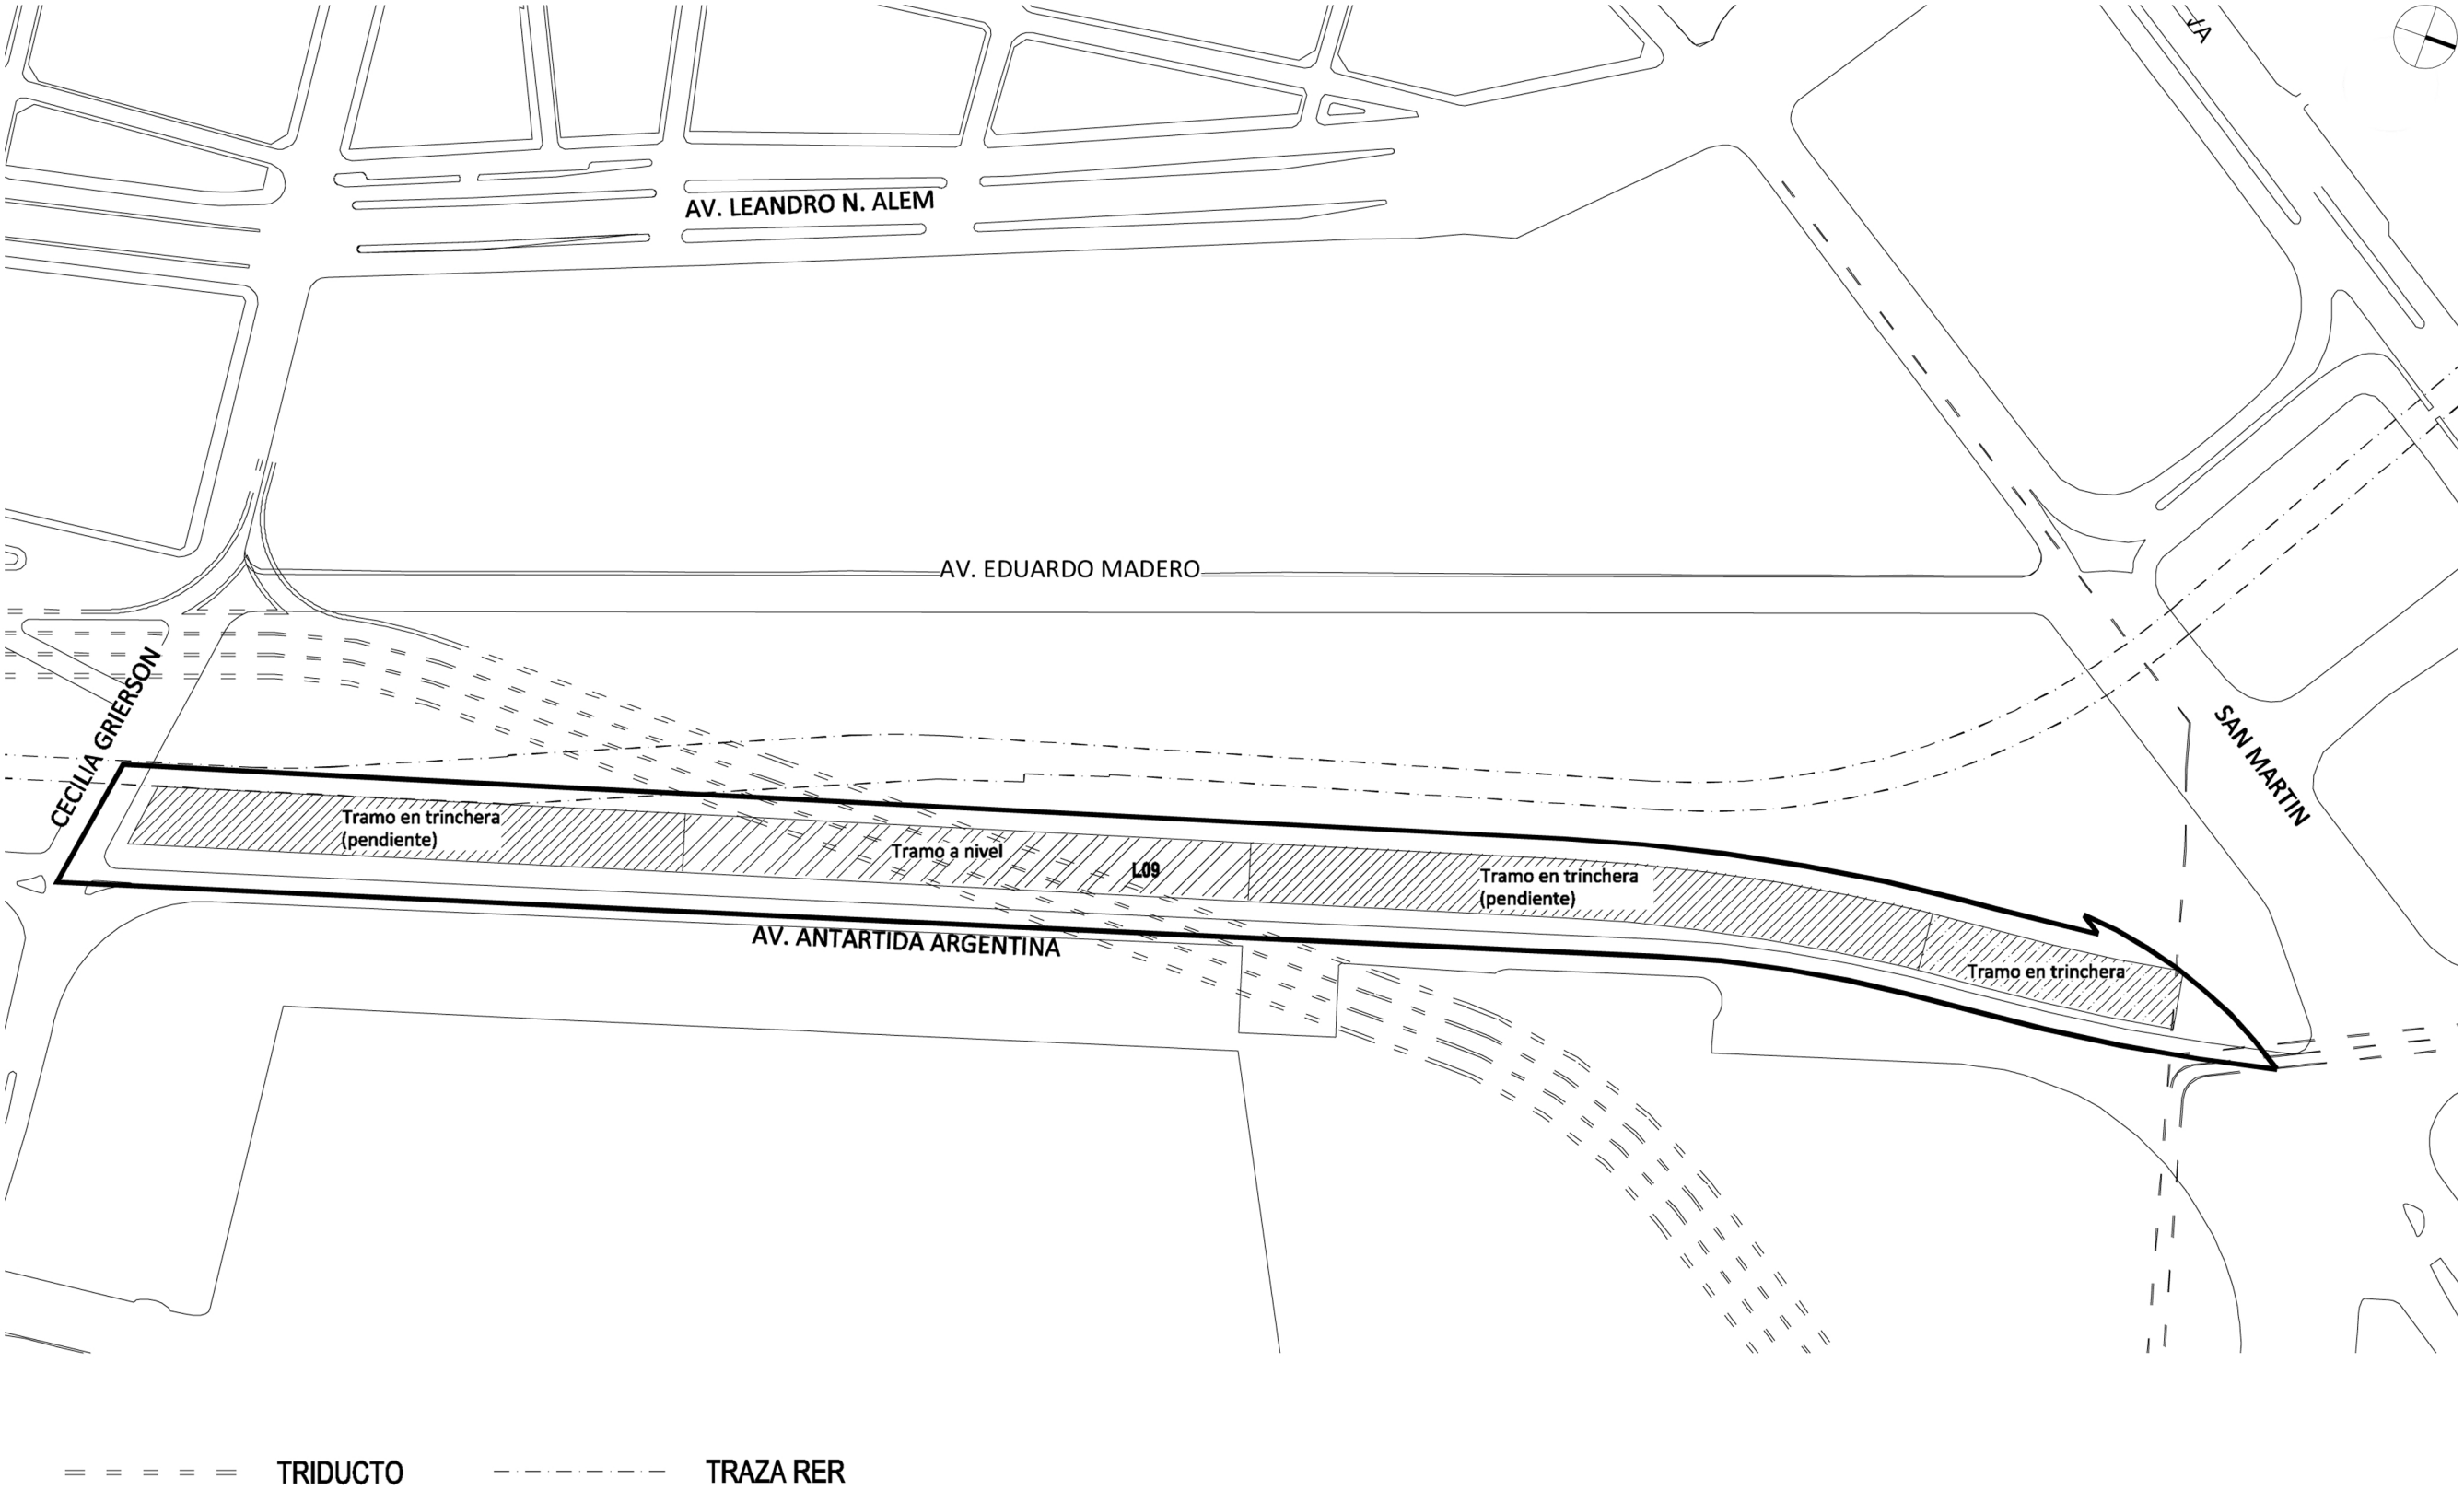 AV. LEANDRO N. ALEM
AV. EDUARDO MADERO
CECILIA GRIERSON
SAN MARTIN
Tramo en trinchera
(pendiente)
Tramo a nivel
L09
Tramo en trinchera
(pendiente)
Tramo en trinchera
AV. ANTARTIDA ARGENTINA
TRIDUCTO
TRAZA RER